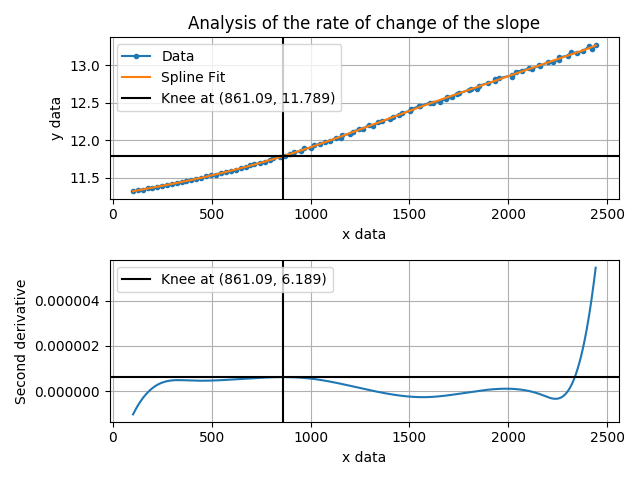 Analysis of the rate of change of the slope
Data
Spline Fit
Knee at (861.09, 11.789)
y data
13.0
12.5
12.0
11.5
0 500 1000 1500 2000 2500
x data
Knee at (861.09, 6.189)
Second derivative
0.000004
0.000002
0.000000
0 500 1000 1500 2000 2500
x data